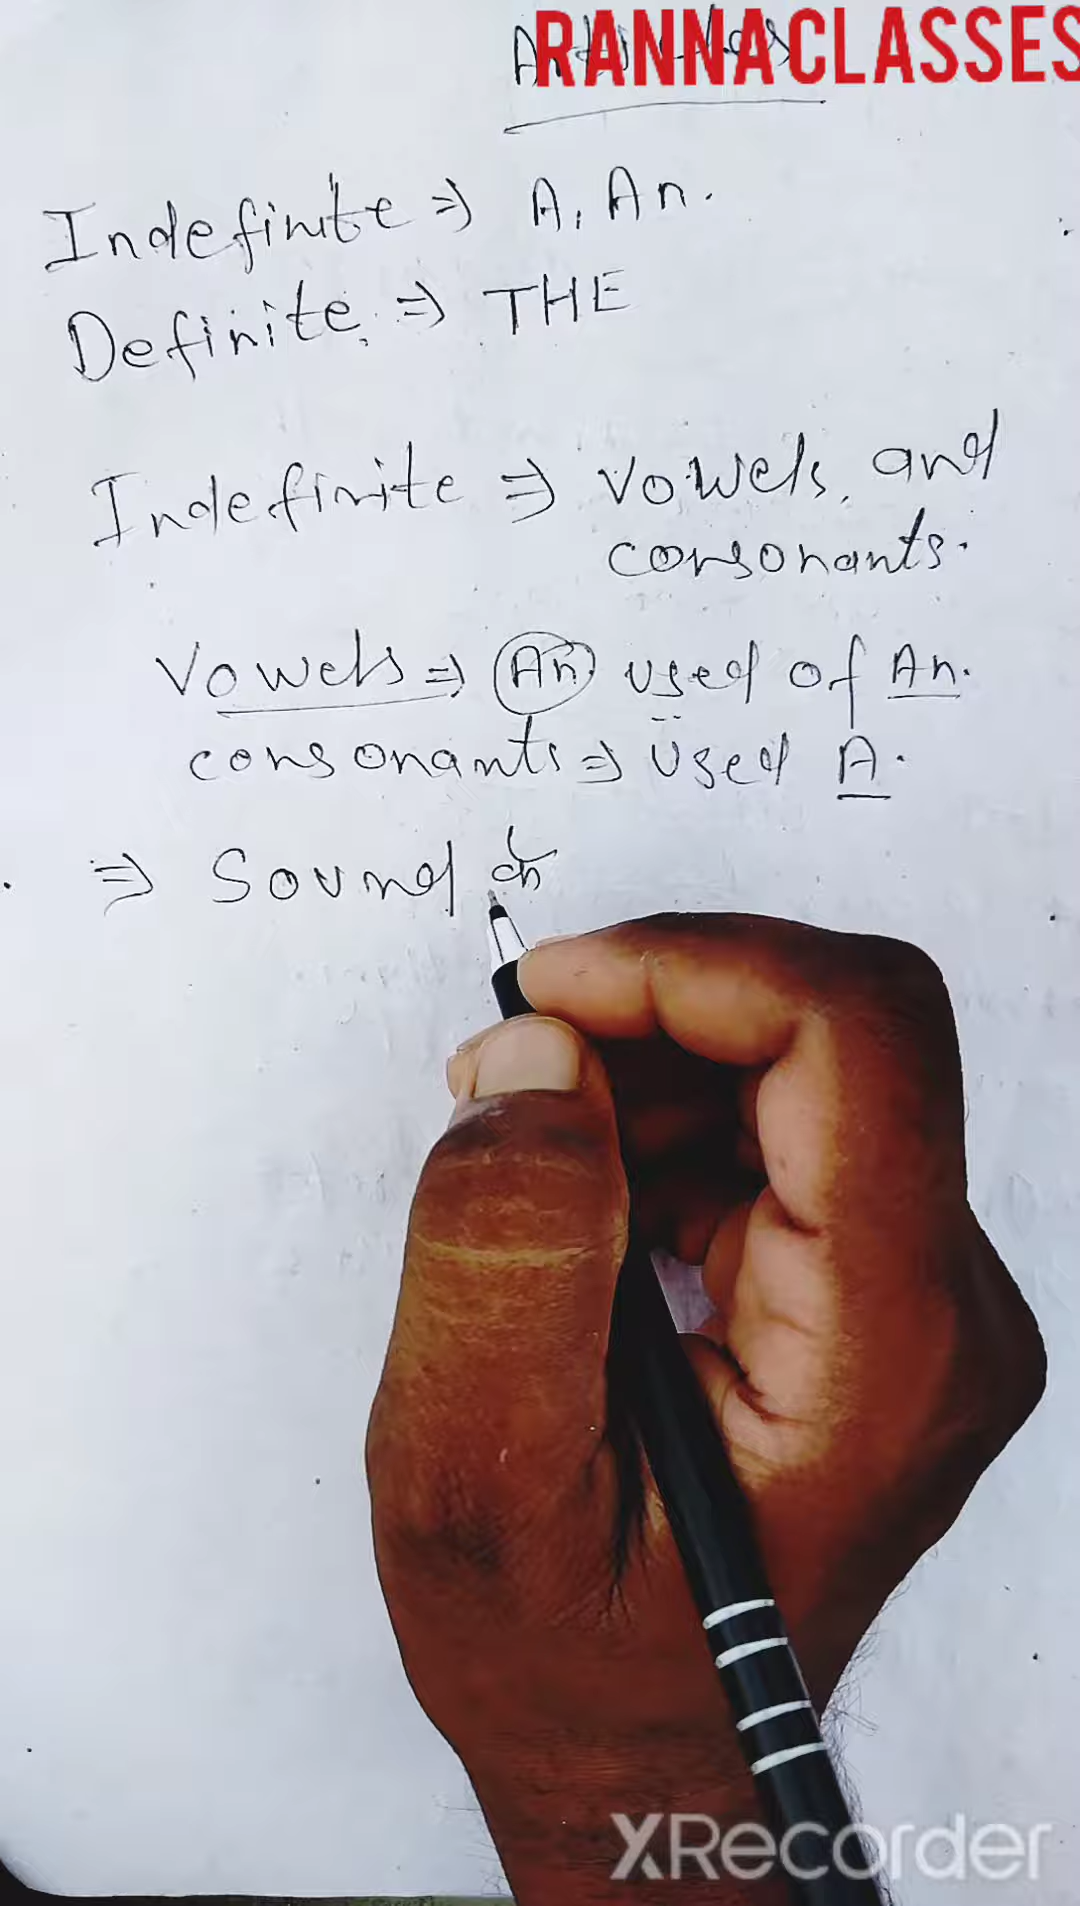 RANNACLASSES
Indefinite ⇒ A, An.
Definite. ⇒ THE
Indefinite ⇒ vowels, and
consonants.
Vowels ⇒ An used of An.
consonants ⇒ Used A.
⇒ Sound
XRecorder